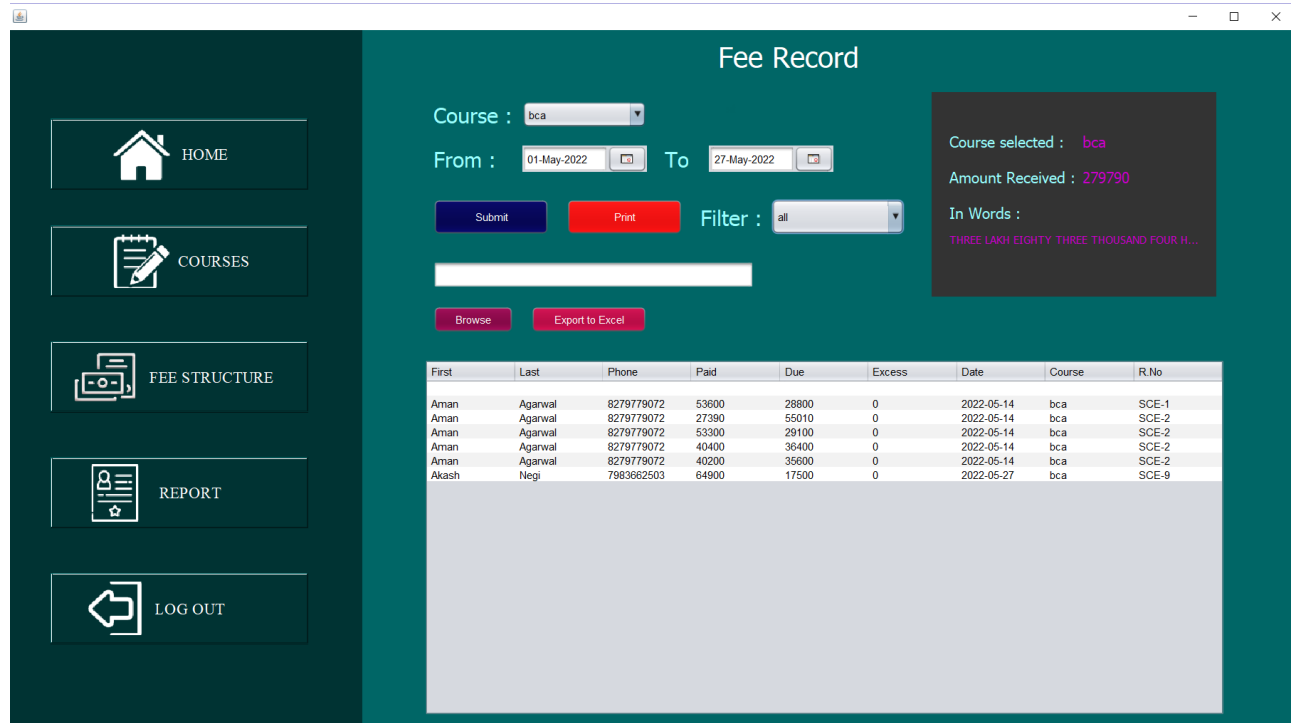 Fee Record
HOME
COURSES
FEE STRUCTURE
REPORT
LOG OUT
Course : bca
From : 01-May-2022 To 27-May-2022
Submit Print Filter : all
Browse Export to Excel
Course selected : bca
Amount Received : 279790
In Words :
THREE LAKH EIGHTY THREE THOUSAND FOUR H...
First Last Phone Paid Due Excess Date Course R.No
Aman Agarwal 8279779072 53600 28800 0 2022-05-14 bca SCE-1
Aman Agarwal 8279779072 27390 55010 0 2022-05-14 bca SCE-2
Aman Agarwal 8279779072 53300 29100 0 2022-05-14 bca SCE-2
Aman Agarwal 8279779072 40400 36400 0 2022-05-14 bca SCE-2
Aman Agarwal 8279779072 40200 35600 0 2022-05-14 bca SCE-2
Akash Negi 7983662503 64900 17500 0 2022-05-27 bca SCE-9